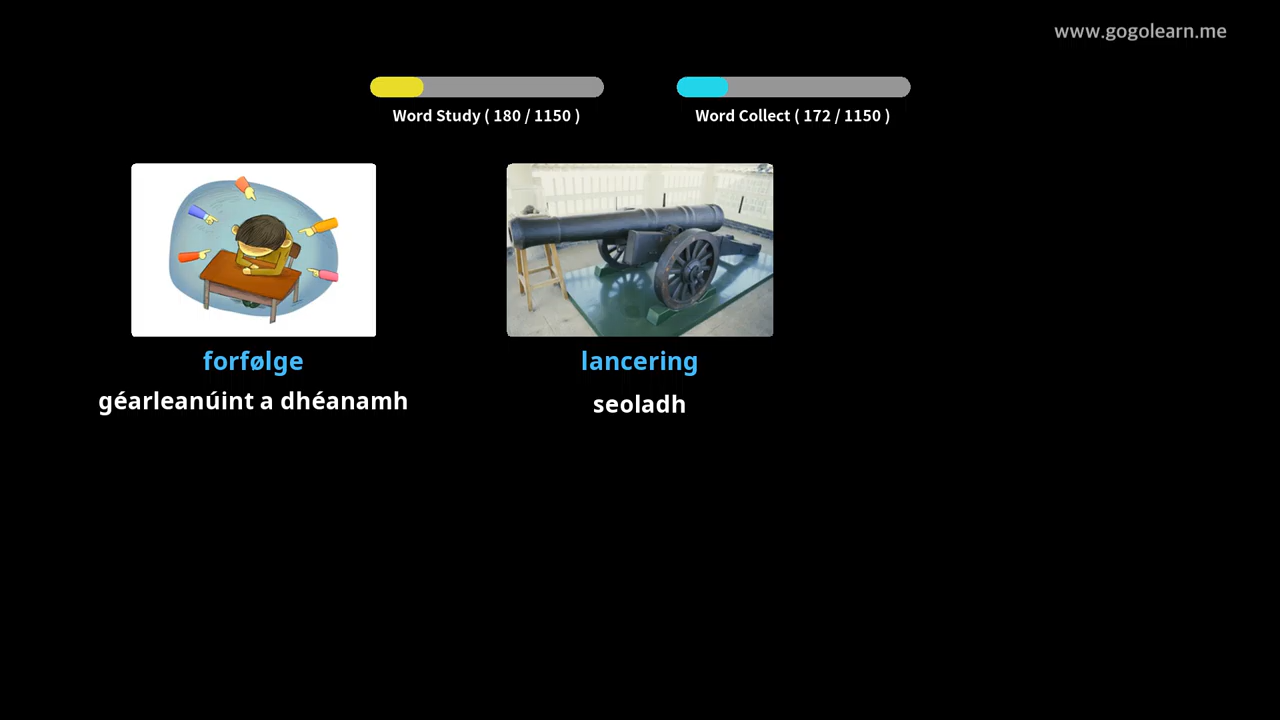 www.gogolearn.me
Word Study ( 180 / 1150 )
Word Collect ( 172 / 1150 )
forfølge
géarleanúint a dhéanamh
lancering
seoladh